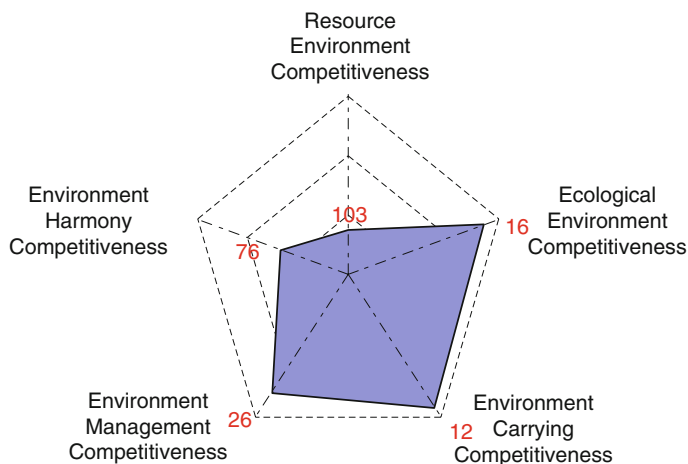 Resource
Environment
Competitiveness
103
Environment
Harmony
Competitiveness
76
Ecological
Environment
Competitiveness
16
Environment
Management
Competitiveness
26
Environment
Carrying
Competitiveness
12